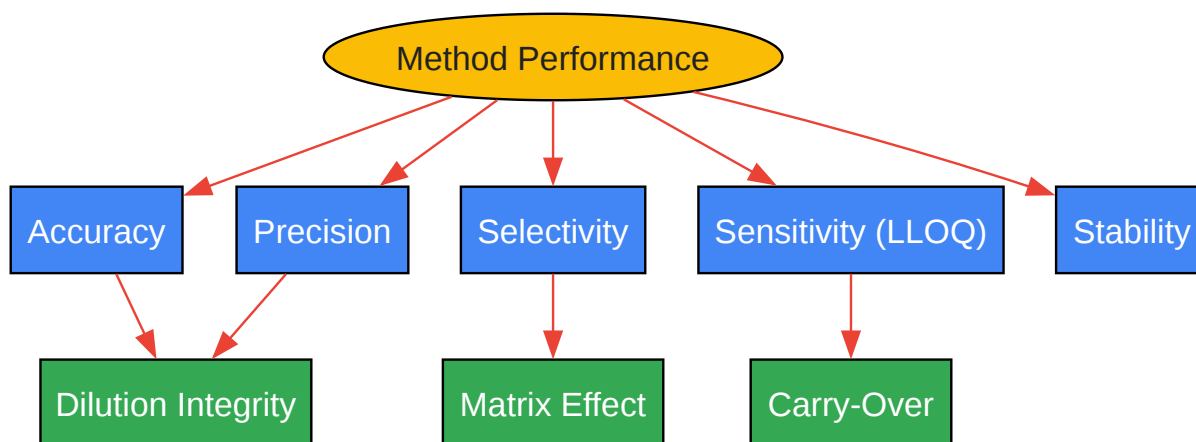 Method Performance
Accuracy
Precision
Selectivity
Sensitivity (LLOQ)
Stability
Dilution Integrity
Matrix Effect
Carry-Over